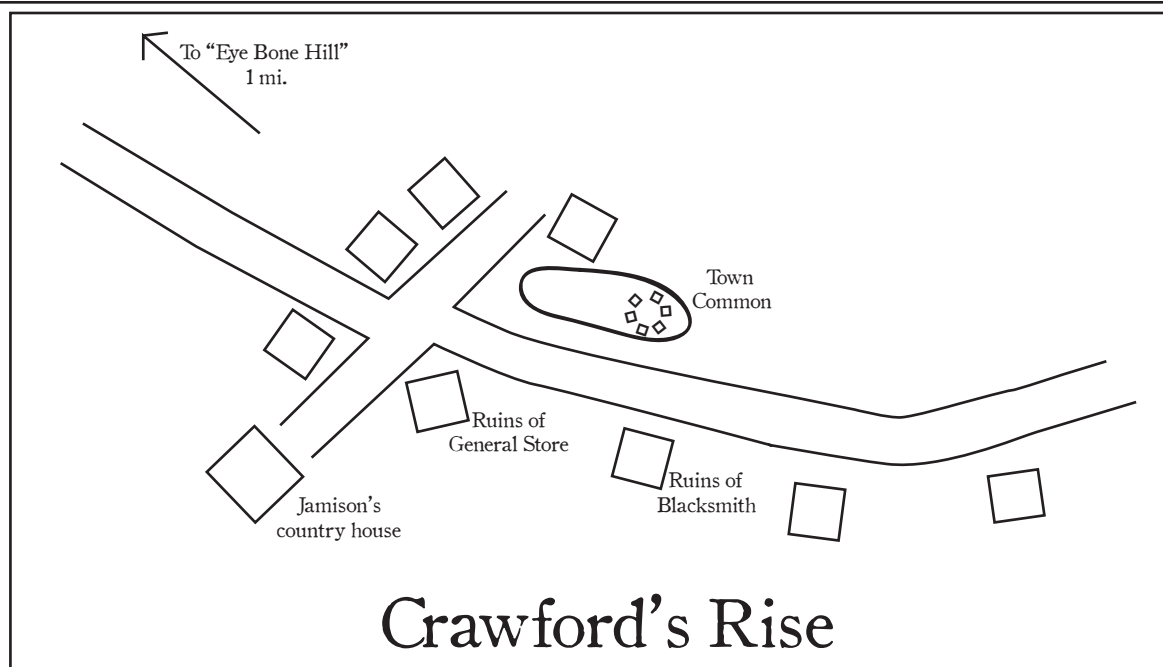 To “Eye Bone Hill”
1 mi.
Town
Common
Ruins of
General Store
Ruins of
Blacksmith
Jamison’s
country house
Crawford’s Rise